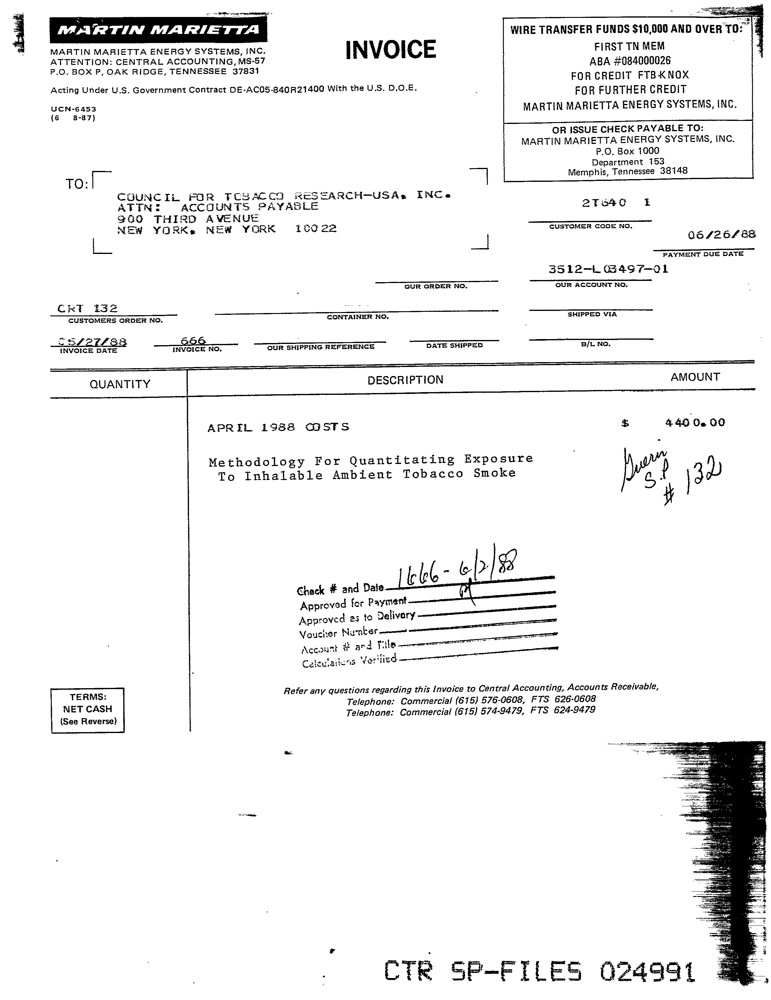 MARTIN MARIETTA
MARTIN MARIETTA ENERGY SYSTEMS, INC.
ATTENTION: CENTRAL ACCOUNTING, MS-57
P.O. BOX P, OAK RIDGE, TENNESSEE 37831
Acting Under U.S. Government Contract DE-AC05-840R21400 With the U.S. D.O.E.
UCN-6453
(6 8-87)
INVOICE
WIRE TRANSFER FUNDS $10,000 AND OVER TO:
FIRST TN MEM
ABA #084000026
FOR CREDIT FTB-KNOX
FOR FURTHER CREDIT
MARTIN MARIETTA ENERGY SYSTEMS, INC.
OR ISSUE CHECK PAYABLE TO:
MARTIN MARIETTA ENERGY SYSTEMS, INC.
P.O. Box 1000
Department 153
Memphis, Tennessee 38148
TO:
COUNCIL FOR TOBACCO RESEARCH-USA, INC.
ATTN: ACCOUNTS PAYABLE
900 THIRD AVENUE
NEW YORK, NEW YORK 10022
2T640 1
CUSTOMER CODE NO.
06/26/88
PAYMENT DUE DATE
3512-L03497-01
OUR ORDER NO. OUR ACCOUNT NO.
CRT 132
CUSTOMERS ORDER NO. CONTAINER NO. SHIPPED VIA
05/27/88 666
INVOICE DATE INVOICE NO. OUR SHIPPING REFERENCE DATE SHIPPED B/L NO.
QUANTITY DESCRIPTION AMOUNT
APRIL 1988 COSTS $ 4400.00
Methodology For Quantitating Exposure
To Inhalable Ambient Tobacco Smoke
Guerin
S.P
# 132
Check # and Date 1666 - 6/2/88
Approved for Payment
Approved as to Delivery
Voucher Number
Account # and Title
Calculations Verified
TERMS:
NET CASH
(See Reverse)
Refer any questions regarding this Invoice to Central Accounting, Accounts Receivable,
Telephone: Commercial (615) 576-0608, FTS 626-0608
Telephone: Commercial (615) 574-9479, FTS 624-9479
CTR SP-FILES 024991